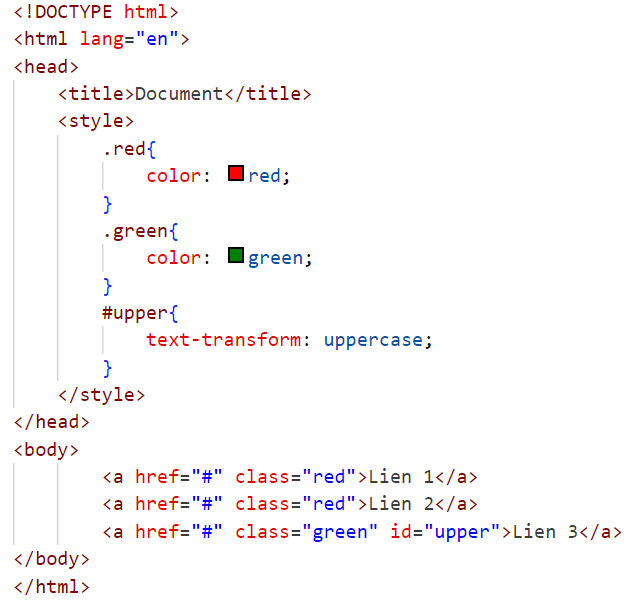 <!DOCTYPE html>
<html lang="en">
<head>
    <title>Document</title>
    <style>
        .red{
            color: red;
        }
        .green{
            color: green;
        }
        #upper{
            text-transform: uppercase;
        }
    </style>
</head>
<body>
        <a href="#" class="red">Lien 1</a>
        <a href="#" class="red">Lien 2</a>
        <a href="#" class="green" id="upper">Lien 3</a>
</body>
</html>